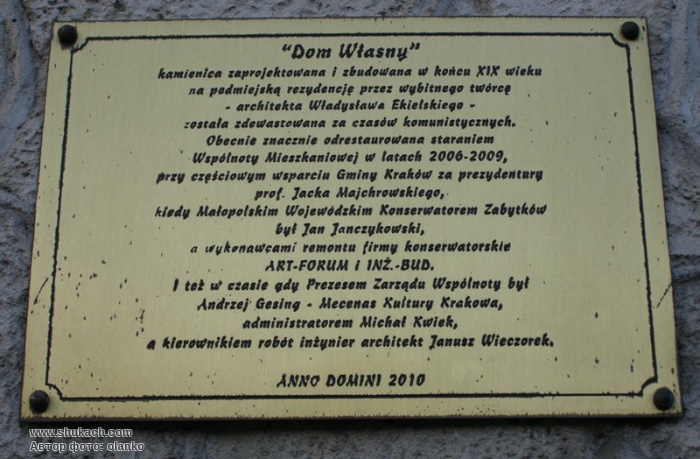 “Dom Własny”
kamienica zaprojektowana i zbudowana w końcu XIX wieku
na podmiejską rezydencję przez wybitnego twórcę
- architekta Władysława Ekielskiego -
została zdewastowana za czasów komunistycznych.
Obecnie znacznie odrestaurowana staraniem
Wspólnoty Mieszkaniowej w latach 2006-2009,
przy częściowym wsparciu Gminy Kraków za prezydentury
prof. Jacka Majchrowskiego,
kiedy Małopolskim Wojewódzkim Konserwatorem Zabytków
był Jan Janczykowski,
a wykonawcami remontu firmy konserwatorskie
ART-FORUM i INŻ.-BUD.
I też w czasie gdy Prezesem Zarządu Wspólnoty był
Andrzej Gesing - Mecenas Kultury Krakowa,
administratorem Michał Kwiek,
a kierownikiem robót inżynier architekt Janusz Wieczorek.
ANNO DOMINI 2010
www.shukach.com
Автор фото: olanko